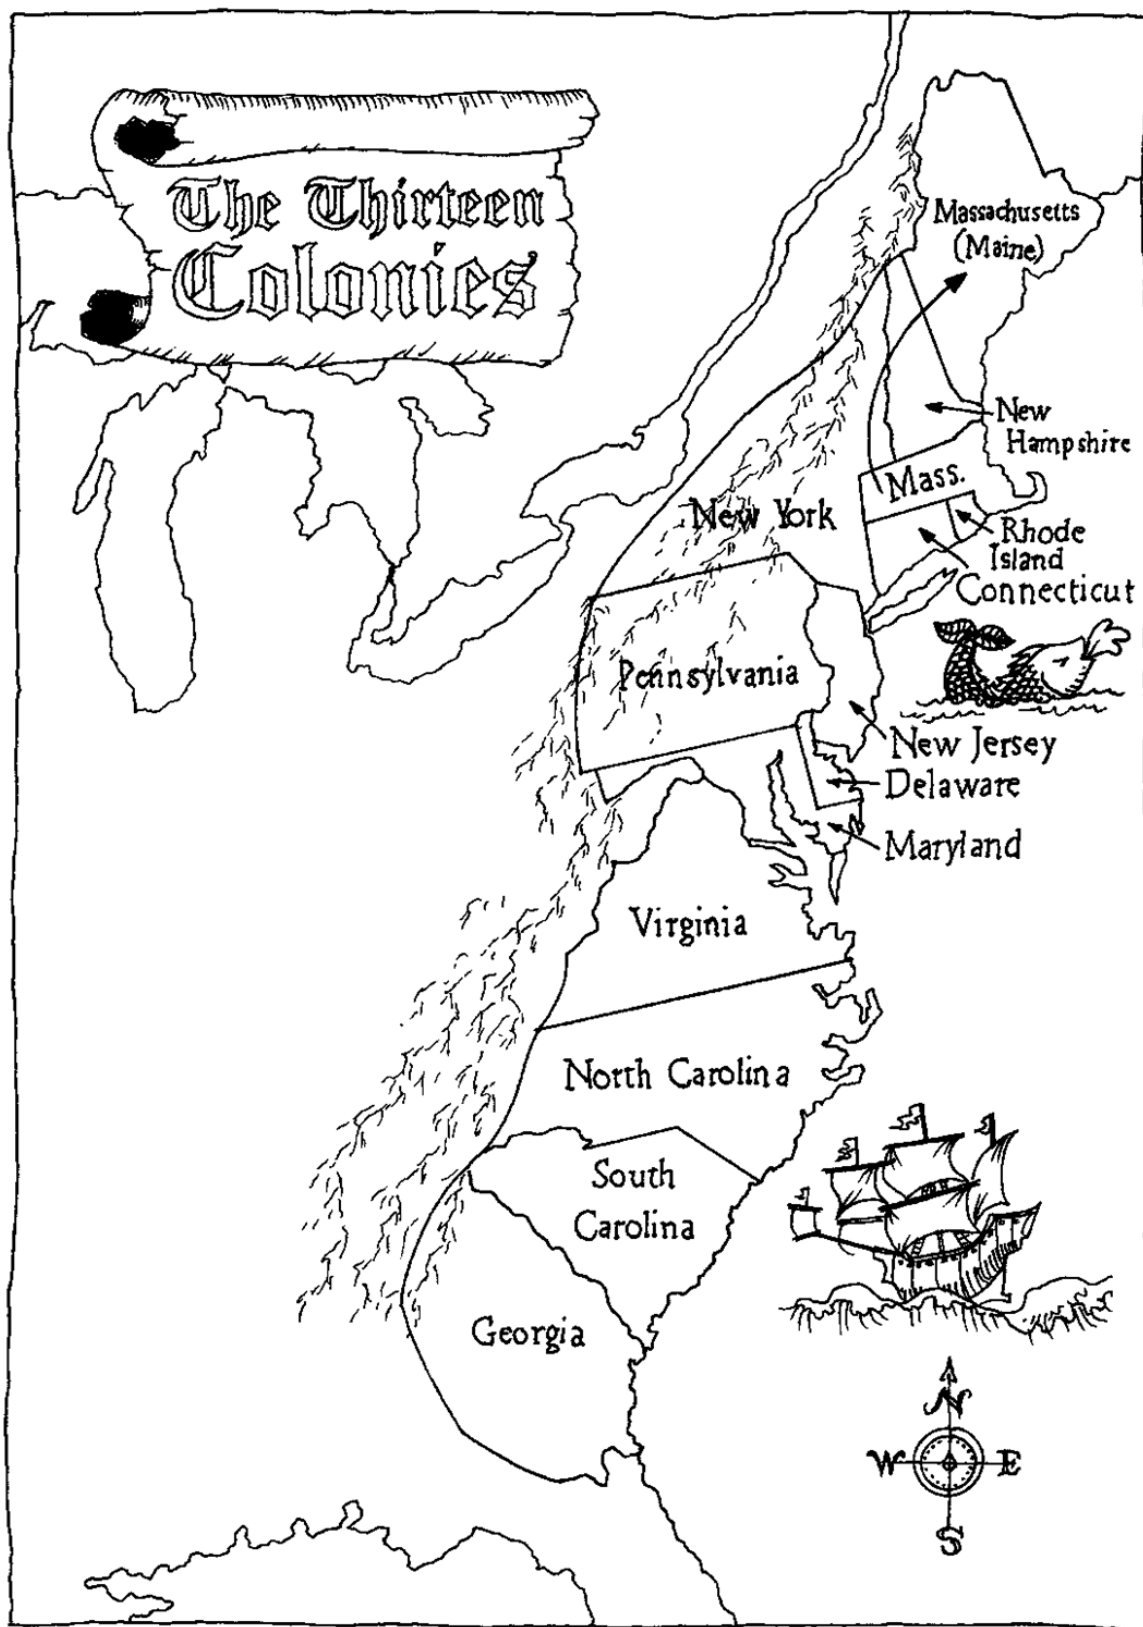 The Thirteen
Colonies
Massachusetts
(Maine)
New
Hampshire
Mass.
New York
Rhode
Island
Connecticut
Pennsylvania
New Jersey
Delaware
Maryland
Virginia
North Carolina
South
Carolina
Georgia
N
W E
S